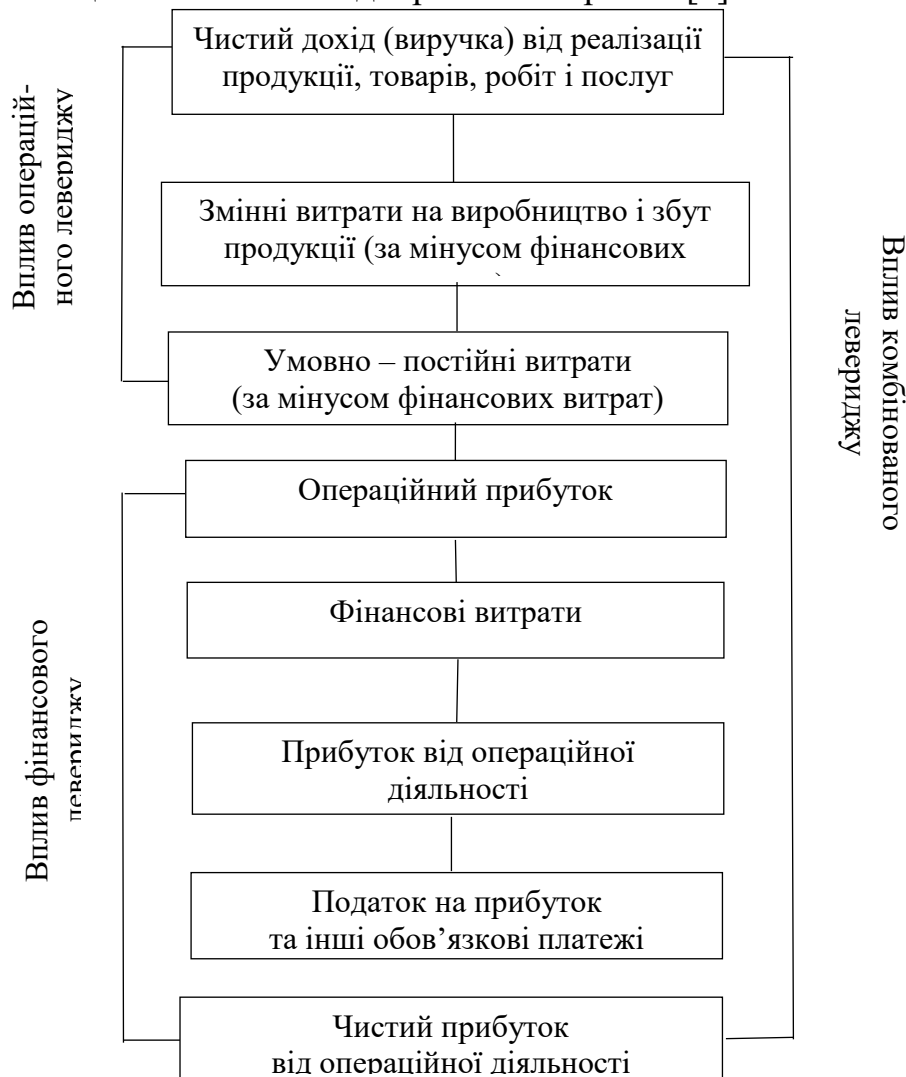 Чистий дохід (виручка) від реалізації
продукції, товарів, робіт і послуг
Вплив операцій-
ного левериджу
Змінні витрати на виробництво і збут
продукції (за мінусом фінансових
Умовно – постійні витрати
(за мінусом фінансових витрат)
Вплив комбінованого
левериджу
Операційний прибуток
Фінансові витрати
Вплив фінансового
левериджу
Прибуток від операційної
діяльності
Податок на прибуток
та інші обов’язкові платежі
Чистий прибуток
від операційної діяльності